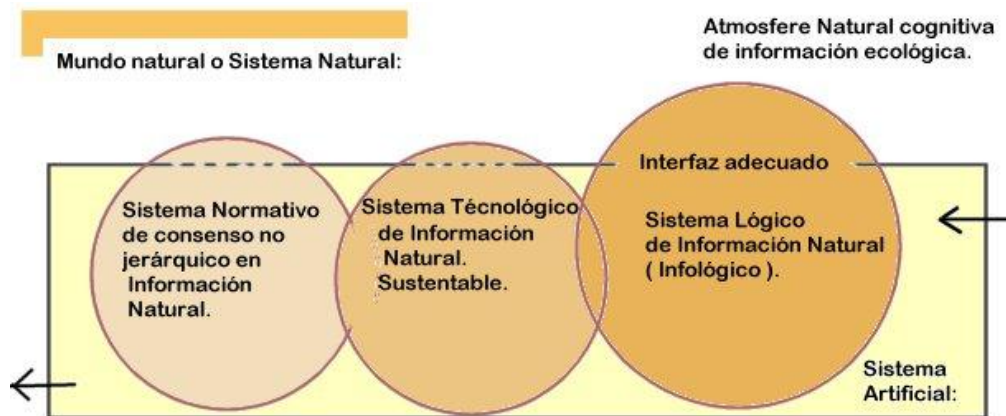 Atmosfere Natural cognitiva
de información ecológica.
Mundo natural o Sistema Natural:
Interfaz adecuado
Sistema Normativo
de consenso no
jerárquico en
Información
Natural.
Sistema Técnológico
de Información
Natural.
Sustentable.
Sistema Lógico
de Información Natural
( Infológico ).
Sistema
Artificial: